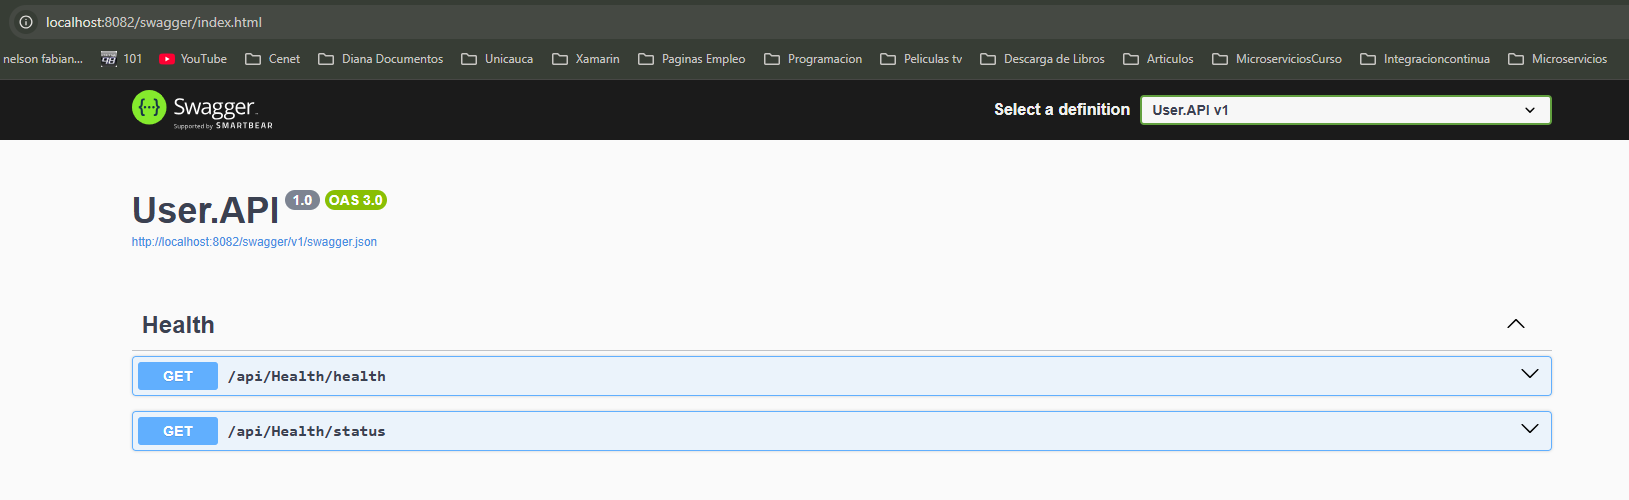 localhost:8082/swagger/index.html
nelson fabian... 101 YouTube Cenet Diana Documentos Unicauca Xamarin Paginas Empleo Programacion Peliculas tv Descarga de Libros Articulos MicroserviciosCurso Integracioncontinua Microservicios
Swagger Select a definition User.API v1
Supported by SMARTBEAR
User.API 1.0 OAS 3.0
http://localhost:8082/swagger/v1/swagger.json
Health
GET /api/Health/health
GET /api/Health/status